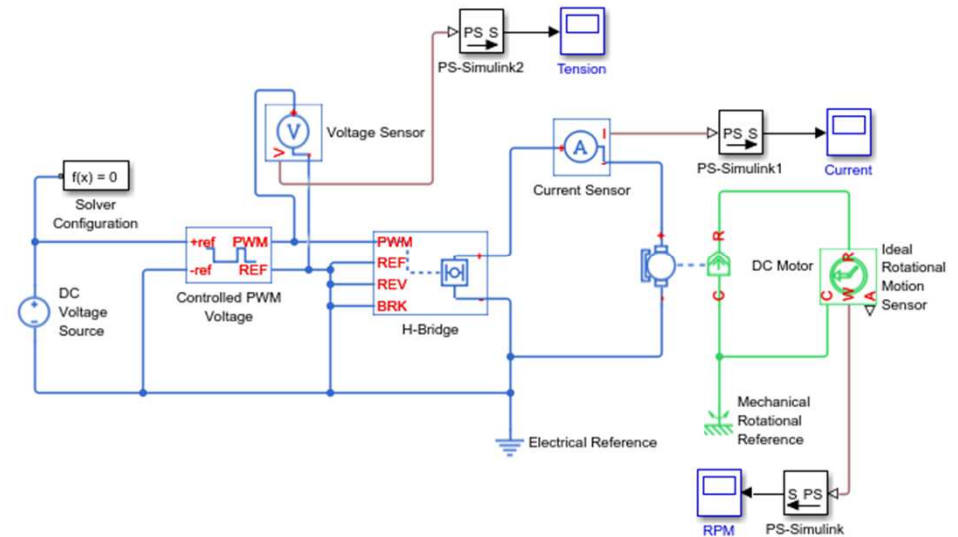 PS S
PS-Simulink2
Tension
V
V
Voltage Sensor
A
I
Current Sensor
PS S
PS-Simulink1
Current
f(x) = 0
Solver
Configuration
+ref PWM
-ref REF
Controlled PWM
Voltage
PWM
REF
REV
BRK
H-Bridge
DC
Voltage
Source
R
C
DC Motor
R
C
W
A
Ideal
Rotational
Motion
Sensor
Mechanical
Rotational
Reference
Electrical Reference
RPM
S PS
PS-Simulink